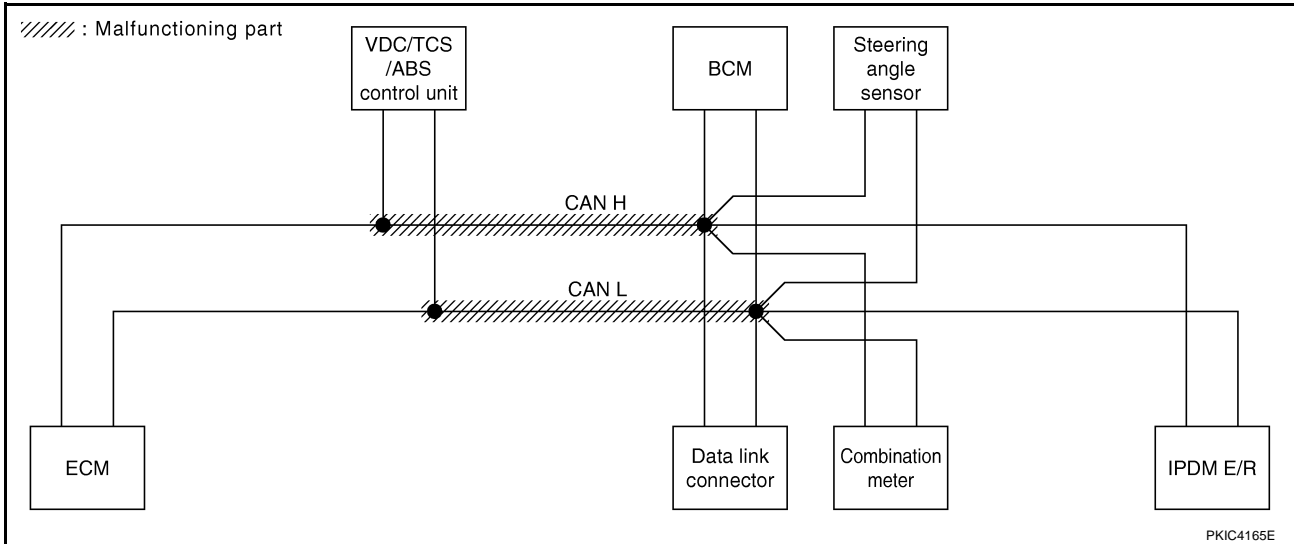 : Malfunctioning part
VDC/TCS
/ABS
control unit
BCM
Steering
angle
sensor
CAN H
CAN L
ECM
Data link
connector
Combination
meter
IPDM E/R
PKIC4165E